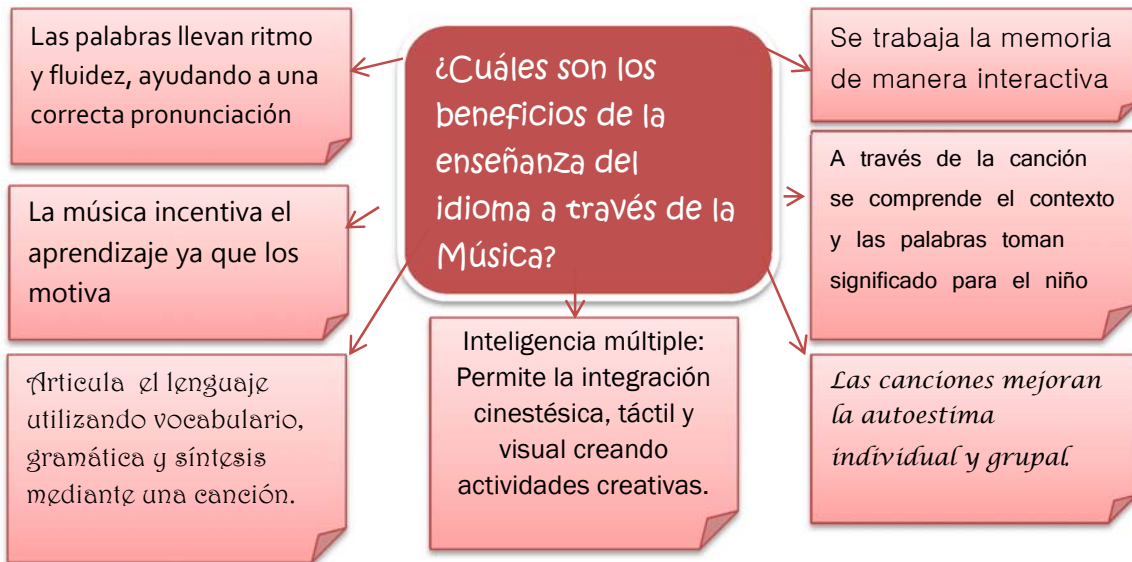 Las palabras llevan ritmo
y fluidez, ayudando a una
correcta pronunciación
¿Cuáles son los
beneficios de la
enseñanza del
idioma a través de la
Música?
Se trabaja la memoria
de manera interactiva
La música incentiva el
aprendizaje ya que los
motiva
A través de la canción
se comprende el contexto
y las palabras toman
significado para el niño
Articula el lenguaje
utilizando vocabulario,
gramática y síntesis
mediante una canción.
Inteligencia múltiple:
Permite la integración
cinestésica, táctil y
visual creando
actividades creativas.
Las canciones mejoran
la autoestima
individual y grupal.